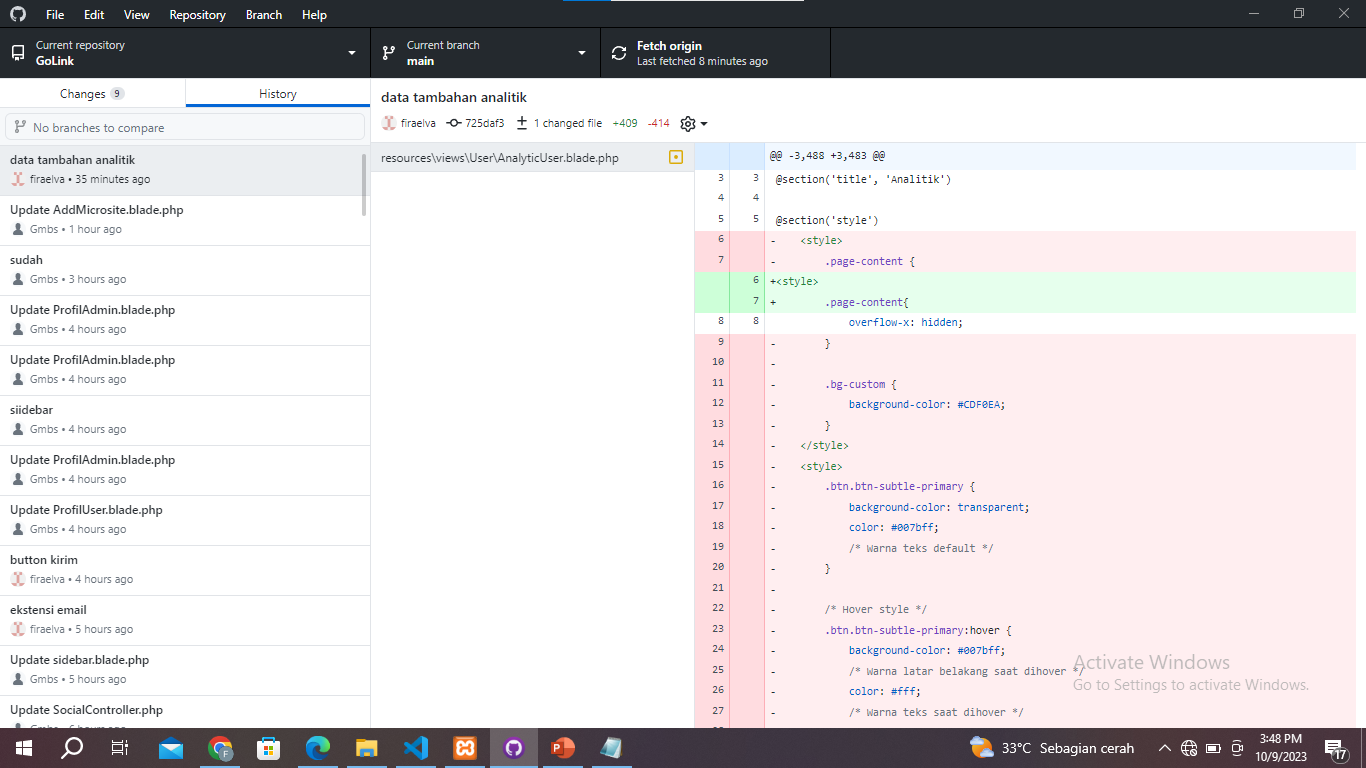 File Edit View Repository Branch Help
Current repository
GoLink
Current branch
main
Fetch origin
Last fetched 8 minutes ago
Changes 9
History
No branches to compare
data tambahan analitik
firaelva • 35 minutes ago
Update AddMicrosite.blade.php
Gmbs • 1 hour ago
sudah
Gmbs • 3 hours ago
Update ProfilAdmin.blade.php
Gmbs • 4 hours ago
Update ProfilAdmin.blade.php
Gmbs • 4 hours ago
siidebar
Gmbs • 4 hours ago
Update ProfilAdmin.blade.php
Gmbs • 4 hours ago
Update ProfilUser.blade.php
Gmbs • 4 hours ago
button kirim
firaelva • 4 hours ago
ekstensi email
firaelva • 5 hours ago
Update sidebar.blade.php
Gmbs • 5 hours ago
Update SocialController.php
data tambahan analitik
firaelva 725daf3 1 changed file +409 -414
resources\views\User\AnalyticUser.blade.php
@@ -3,488 +3,483 @@
3 3 @section('title', 'Analitik')
4 4
5 5 @section('style')
6 - <style>
7 - .page-content {
6 +<style>
7 + .page-content{
8 8 overflow-x: hidden;
9 - }
10 -
11 - .bg-custom {
12 - background-color: #CDF0EA;
13 - }
14 - </style>
15 - <style>
16 - .btn.btn-subtle-primary {
17 - background-color: transparent;
18 - color: #007bff;
19 - /* Warna teks default */
20 - }
21 -
22 - /* Hover style */
23 - .btn.btn-subtle-primary:hover {
24 - background-color: #007bff;
25 - /* Warna latar belakang saat dihover */
26 - color: #fff;
27 - /* Warna teks saat dihover */
Activate Windows
Go to Settings to activate Windows.
33°C Sebagian cerah
3:48 PM
10/9/2023
17